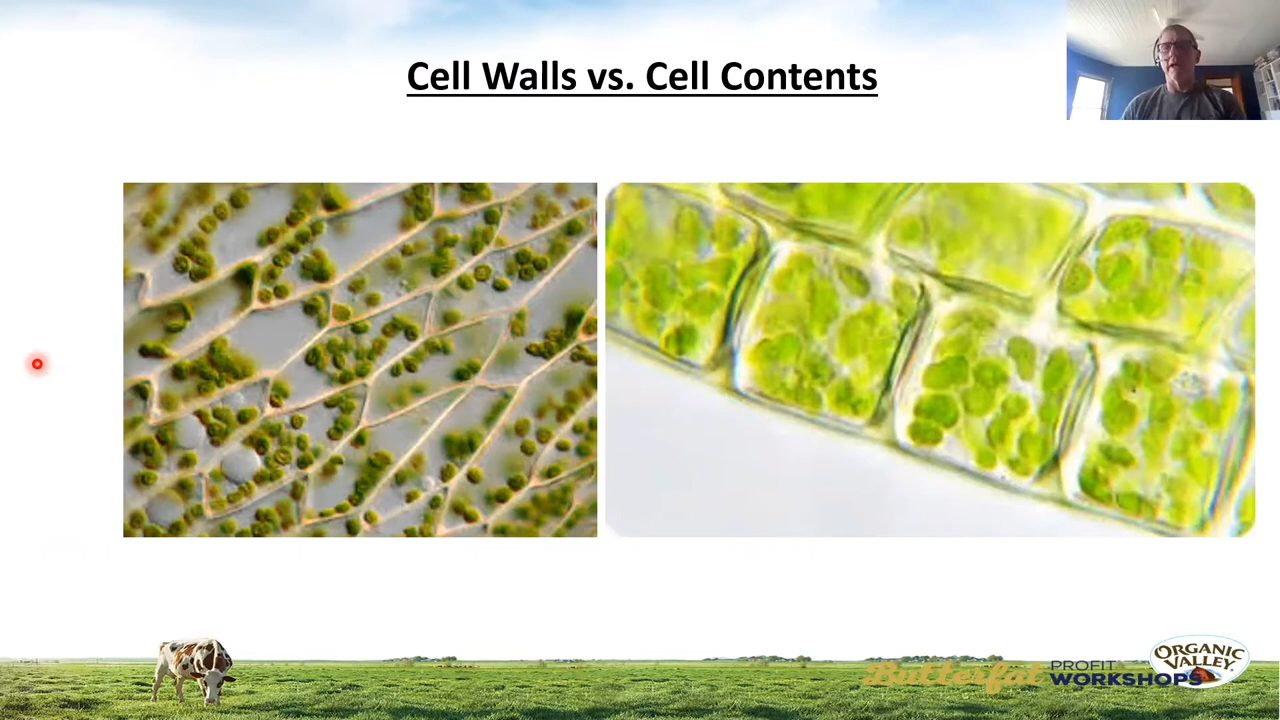 Cell Walls vs. Cell Contents
Butterfat PROFIT WORKSHOPS
ORGANIC VALLEY